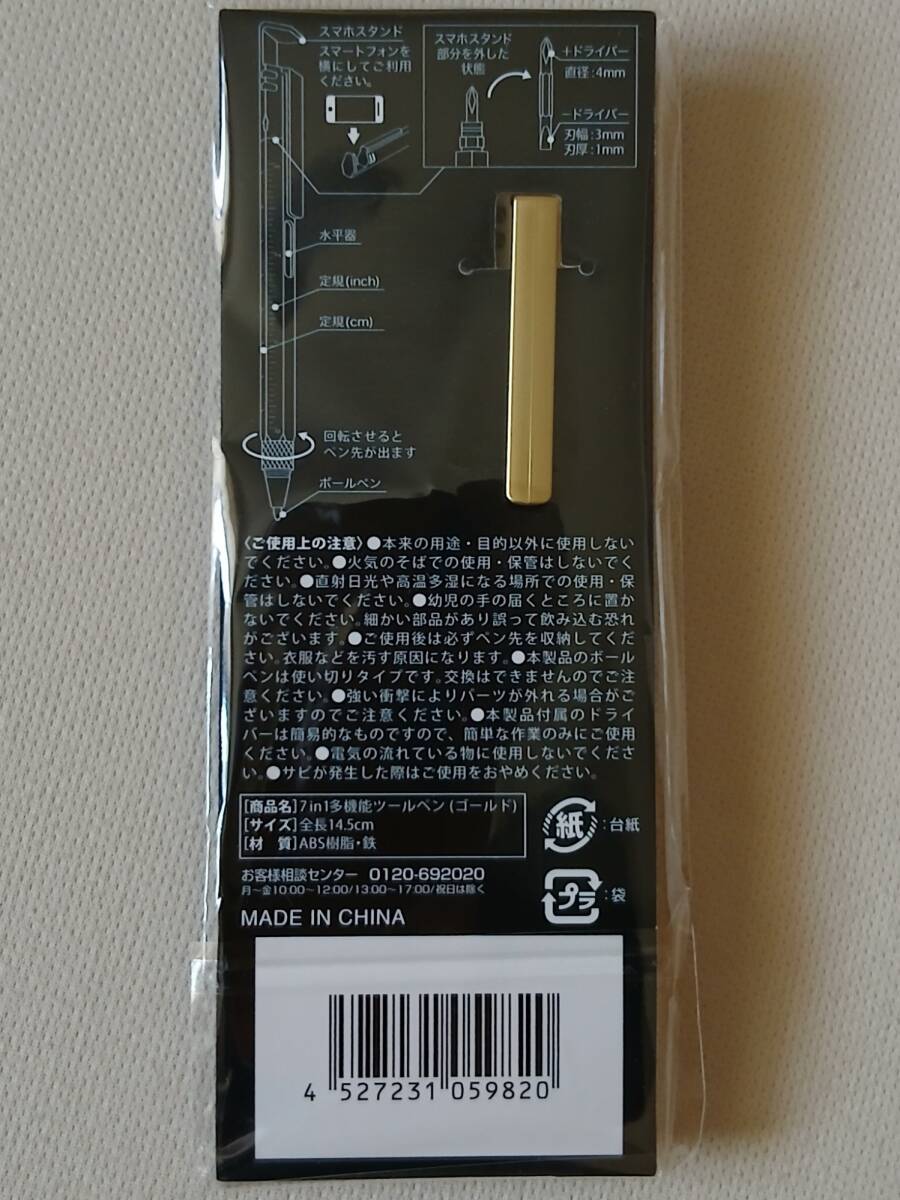 スマホスタンド
スマートフォンを
横にしてご利用
ください。
スマホスタンド
部分を外した
状態
+ドライバー
直径:4mm
−ドライバー
刃幅:3mm
刃厚:1mm
水平器
定規(inch)
定規(cm)
回転させると
ペン先が出ます
ボールペン
〈ご使用上の注意〉●本来の用途・目的以外に使用しない
でください。●火気のそばでの使用・保管はしないでく
ださい。●直射日光や高温多湿になる場所での使用・保
管はしないでください。●幼児の手の届くところに置か
ないでください。細かい部品があり誤って飲み込む恐れ
がございます。●ご使用後は必ずペン先を収納してくだ
さい。衣服などを汚す原因になります。●本製品のボール
ペンは使い切りタイプです。交換はできませんのでご注
意ください。●強い衝撃によりパーツが外れる場合がご
ざいますのでご注意ください。●本製品付属のドライ
バーは簡易的なものですので、簡単な作業のみにご使用
ください。●電気の流れている物に使用しないでくださ
い。●サビが発生した際はご使用をおやめください。
[商品名]7in1多機能ツールペン(ゴールド)
[サイズ]全長14.5cm
[材 質]ABS樹脂・鉄
紙:台紙
お客様相談センター 0120-692020
月〜金10:00〜12:00/13:00〜17:00/祝日は除く
プラ:袋
MADE IN CHINA
4 527231 059820